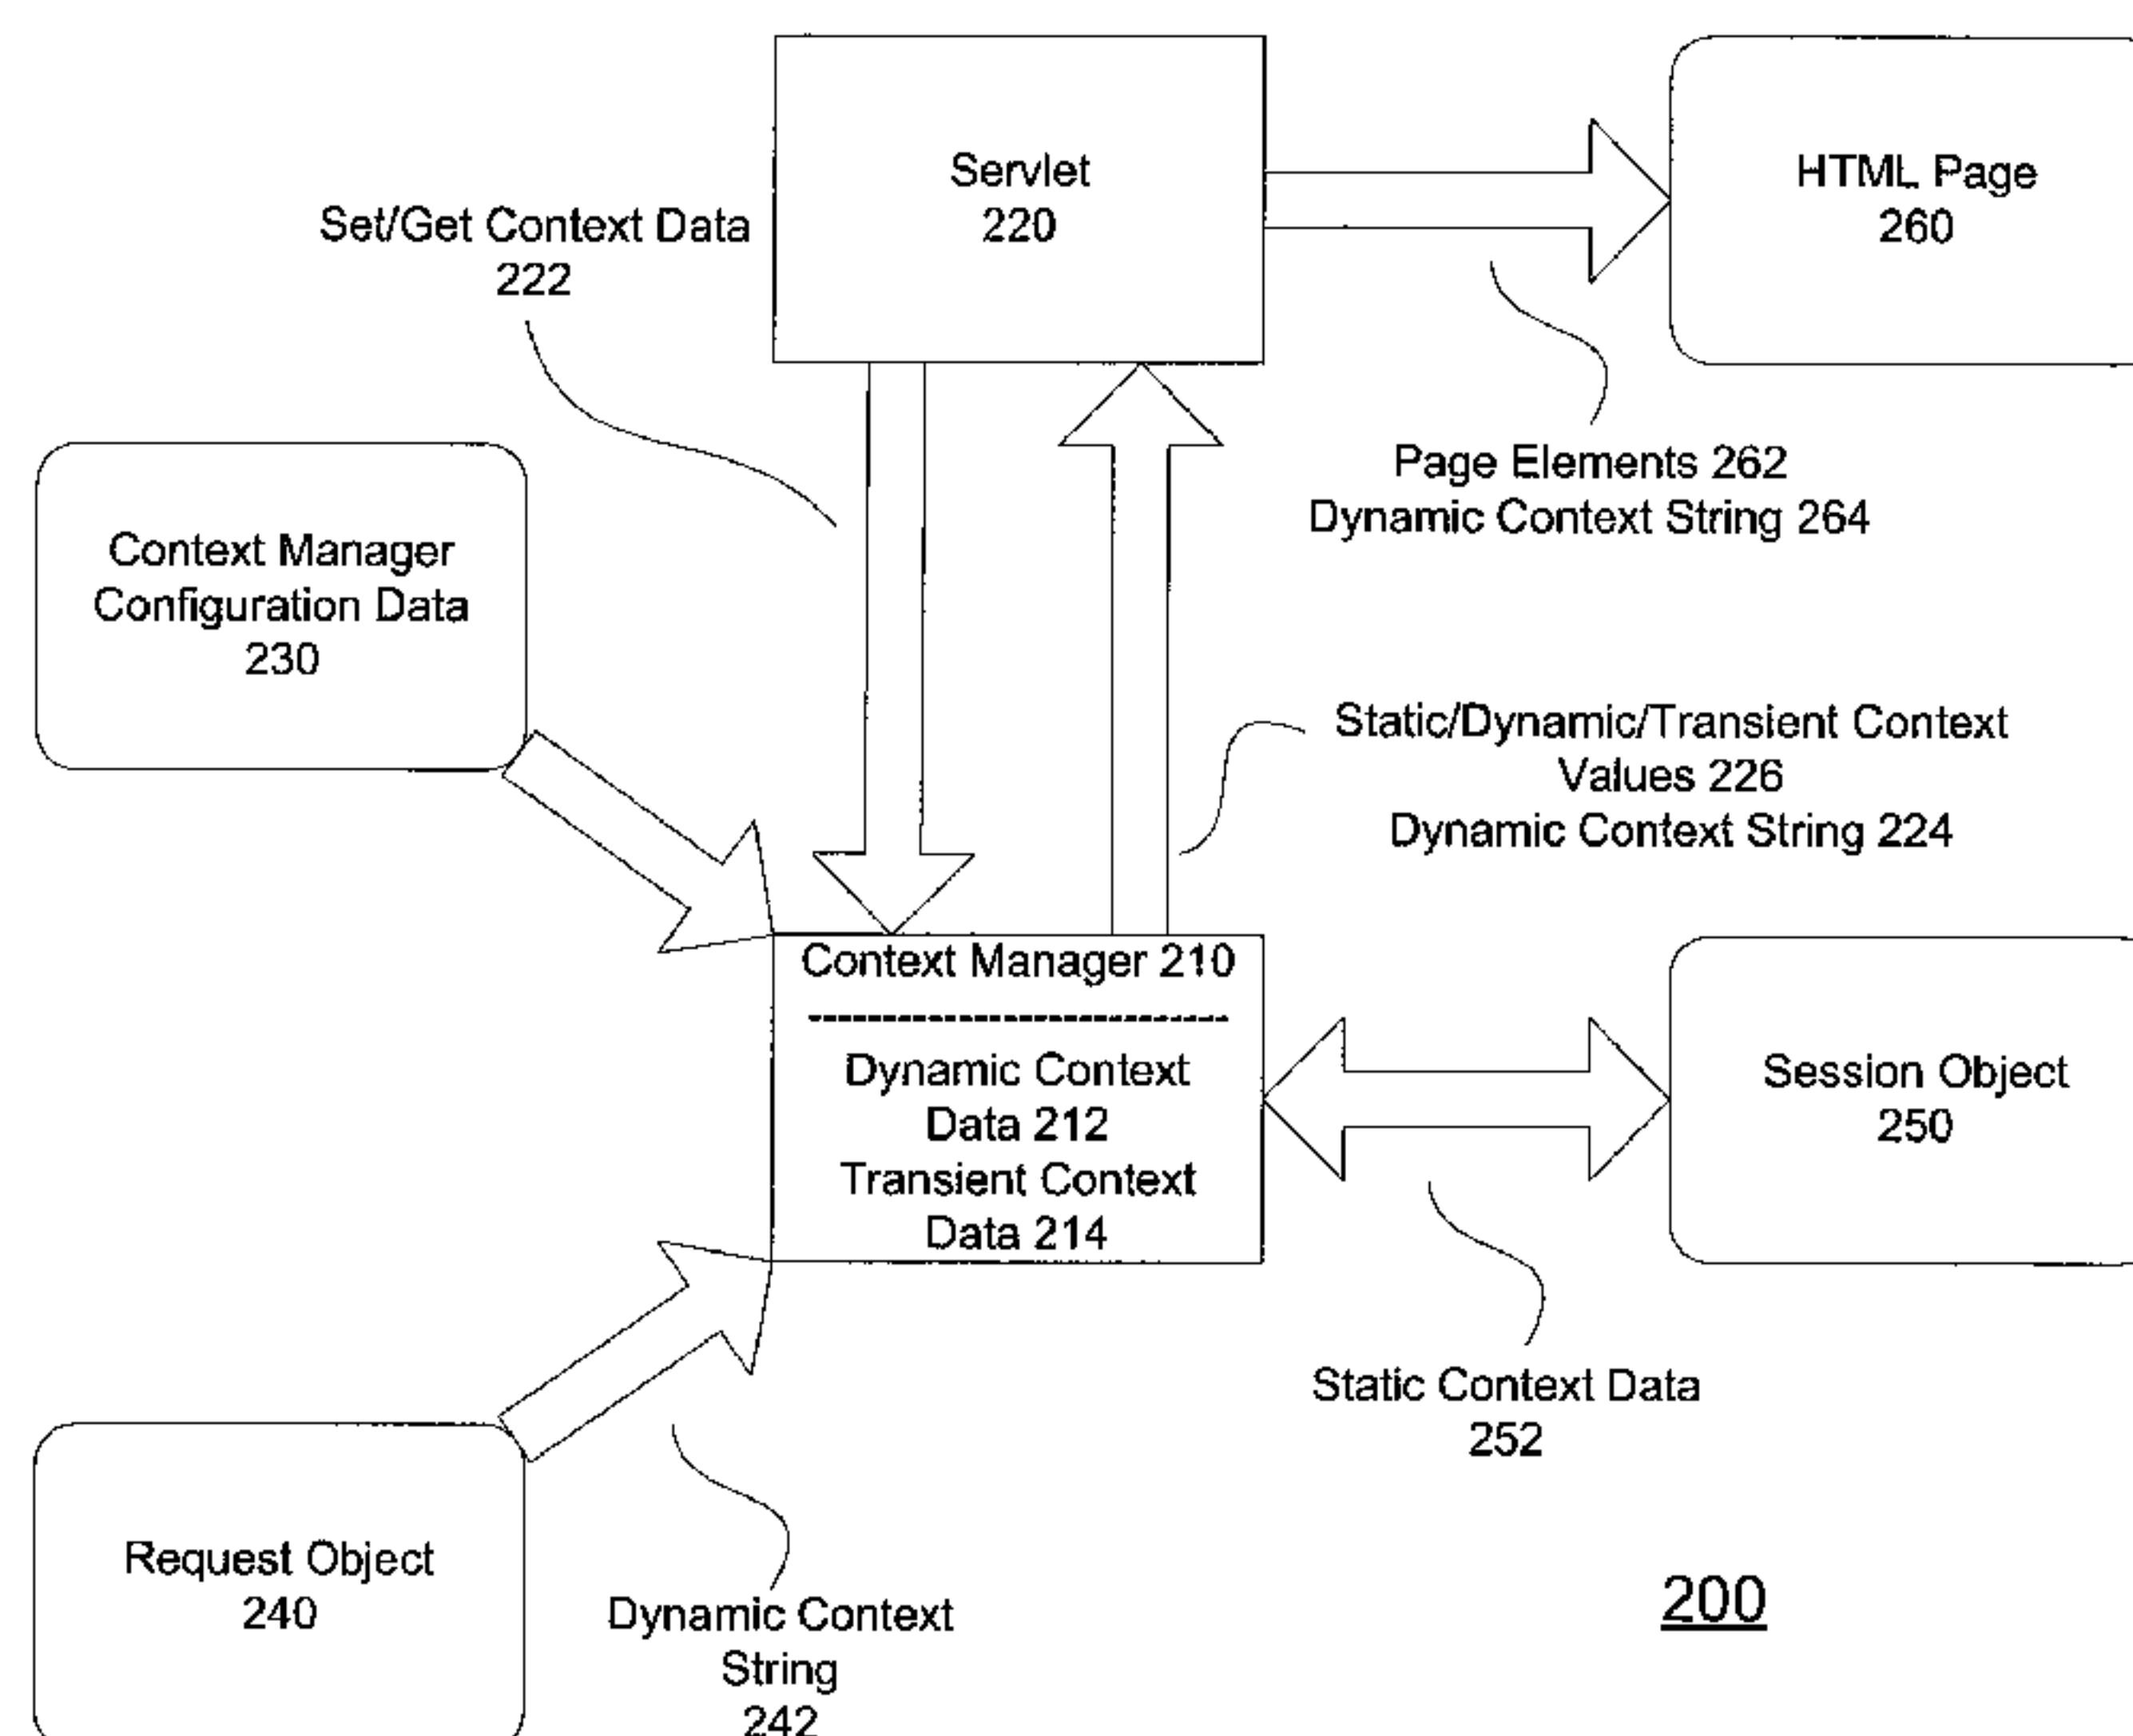 Servlet
220
HTML Page
260
Set/Get Context Data
222
Page Elements 262
Dynamic Context String 264
Context Manager
Configuration Data
230
Static/Dynamic/Transient Context
Values 226
Dynamic Context String 224
Context Manager 210
Dynamic Context
Data 212
Transient Context
Data 214
Session Object
250
Static Context Data
252
Request Object
240
Dynamic Context
String
242
200